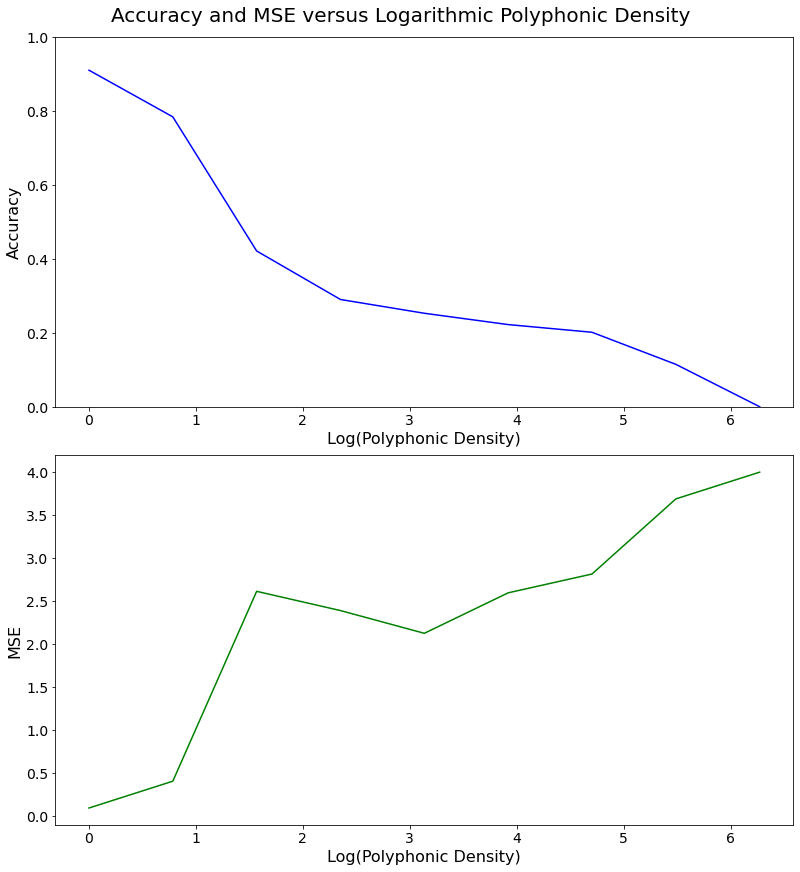 Accuracy and MSE versus Logarithmic Polyphonic Density
1.0
0.8
0.6
0.4
0.2
0.0
Accuracy
0 1 2 3 4 5 6
Log(Polyphonic Density)
4.0
3.5
3.0
2.5
2.0
1.5
1.0
0.5
0.0
MSE
0 1 2 3 4 5 6
Log(Polyphonic Density)